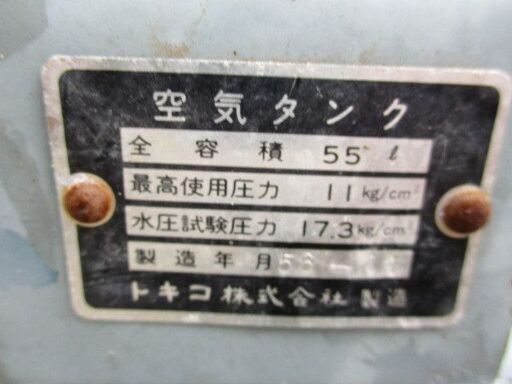 空気タンク
全容積 55 ℓ
最高使用圧力 11 kg/cm²
水圧試験圧力 17.3 kg/cm²
製造年月
トキコ株式会社 製造